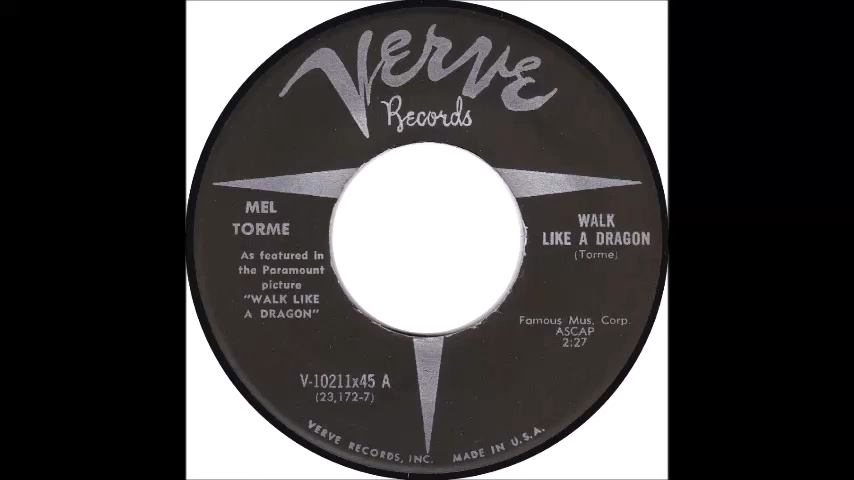 Verve
Records
MEL
TORME
As featured in
the Paramount
picture
"WALK LIKE
A DRAGON"
WALK
LIKE A DRAGON
(Torme)
Famous Mus. Corp.
ASCAP
2:27
V-10211x45 A
(23,172-7)
VERVE RECORDS, INC. MADE IN U.S.A.